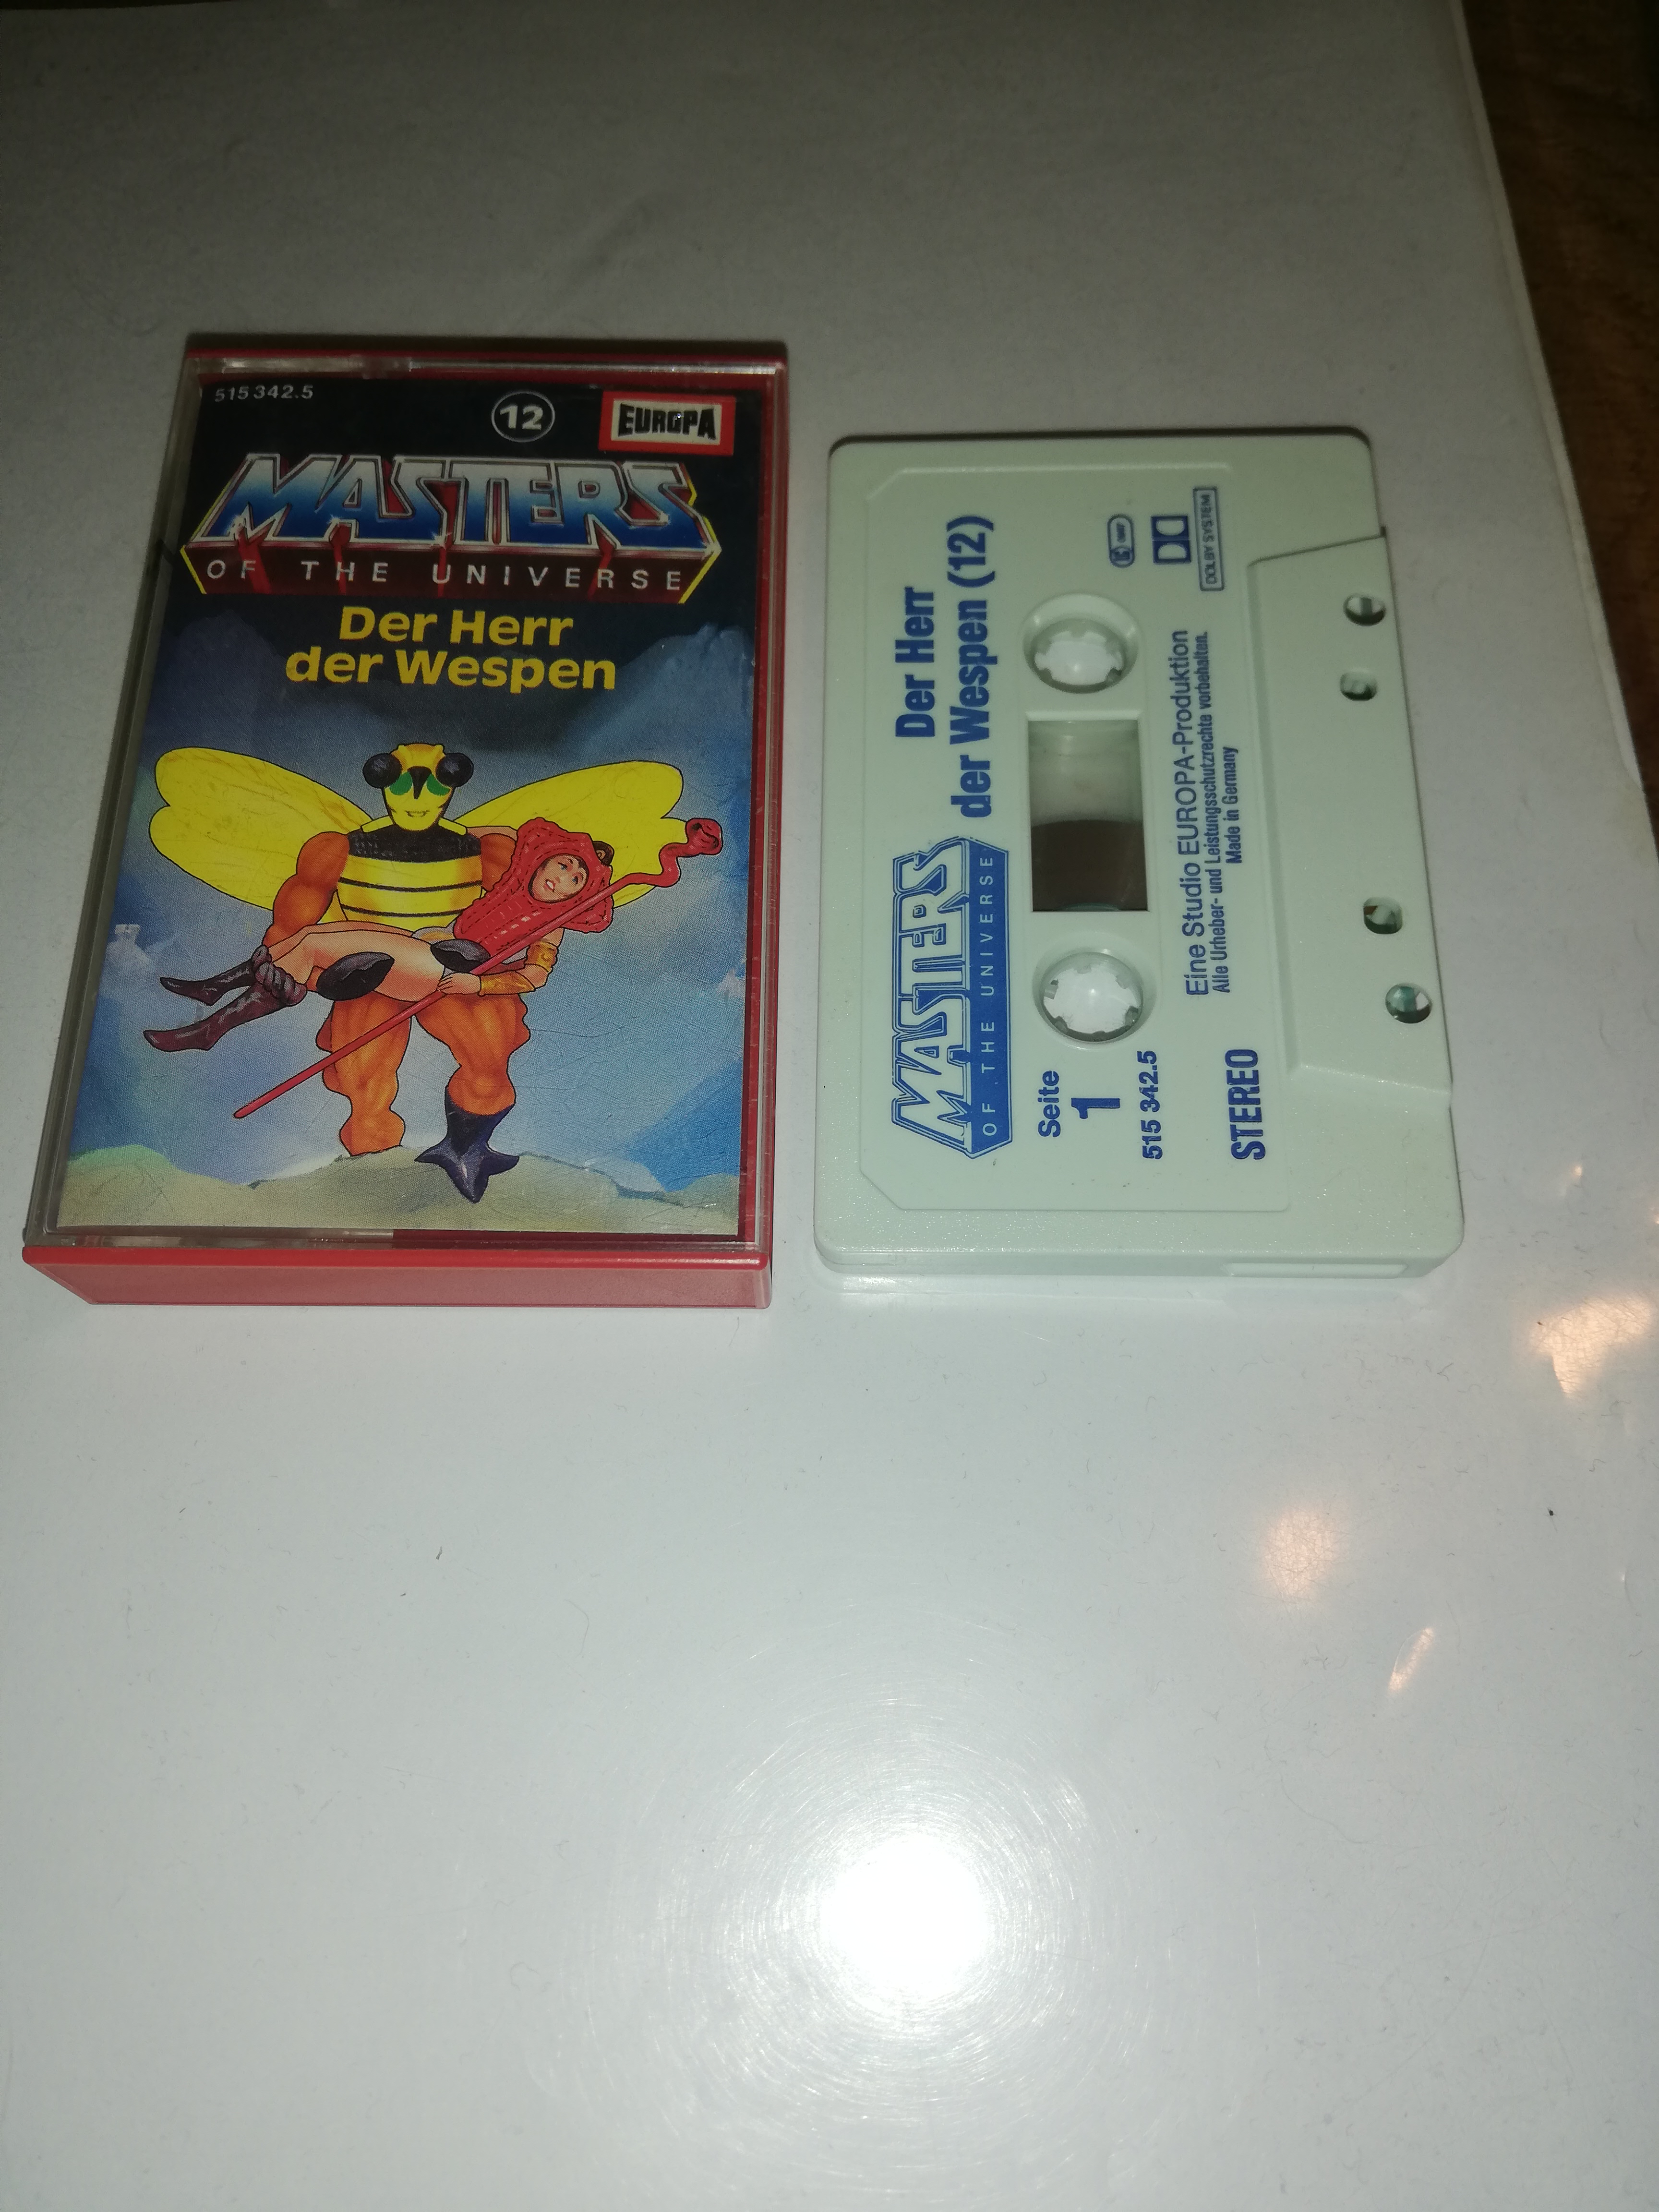 515 342.5
12
EUROPA
MASTERS
OF THE UNIVERSE
Der Herr
der Wespen
MASTERS
OF THE UNIVERSE
Der Herr
der Wespen (12)
Seite
1
515 342.5
STEREO
Eine Studio EUROPA-Produktion
Alle Urheber- und Leistungsschutzrechte vorbehalten.
Made in Germany
DOLBY SYSTEM